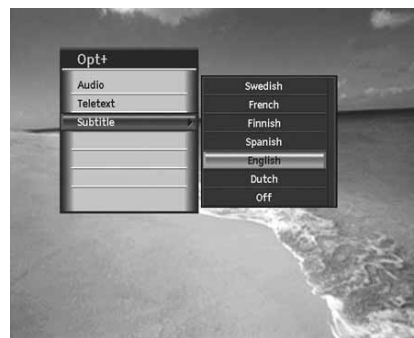 Opt+
Audio
Teletext
Subtitle
Swedish
French
Finnish
Spanish
English
Dutch
Off